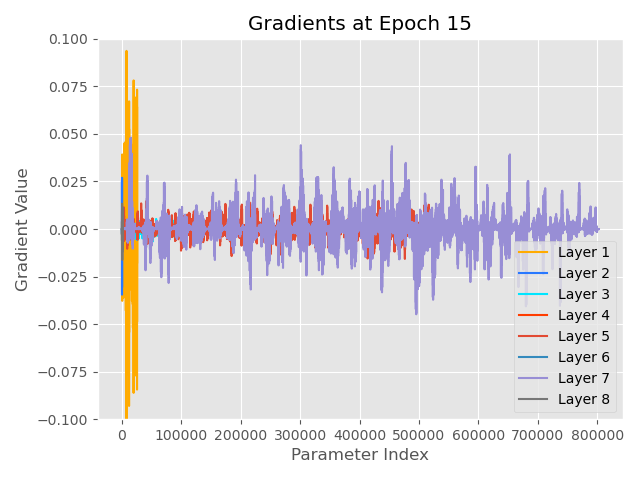 Gradients at Epoch 15
Gradient Value
0.100
0.075
0.050
0.025
0.000
−0.025
−0.050
−0.075
−0.100
Layer 1
Layer 2
Layer 3
Layer 4
Layer 5
Layer 6
Layer 7
Layer 8
0 100000 200000 300000 400000 500000 600000 700000 800000
Parameter Index